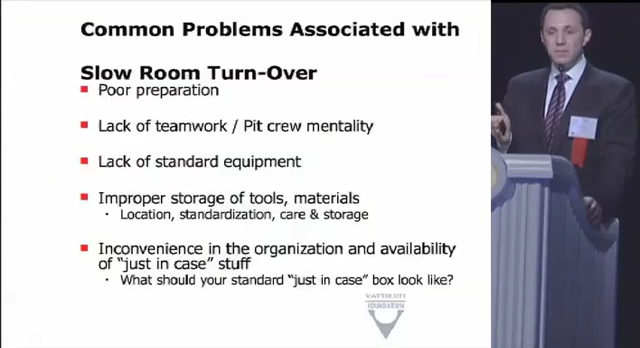 Common Problems Associated with
Slow Room Turn-Over
Poor preparation
Lack of teamwork / Pit crew mentality
Lack of standard equipment
Improper storage of tools, materials
Location, standardization, care & storage
Inconvenience in the organization and availability
of “just in case” stuff
What should your standard “just in case” box look like?
VATTIKUTI
FOUNDATION